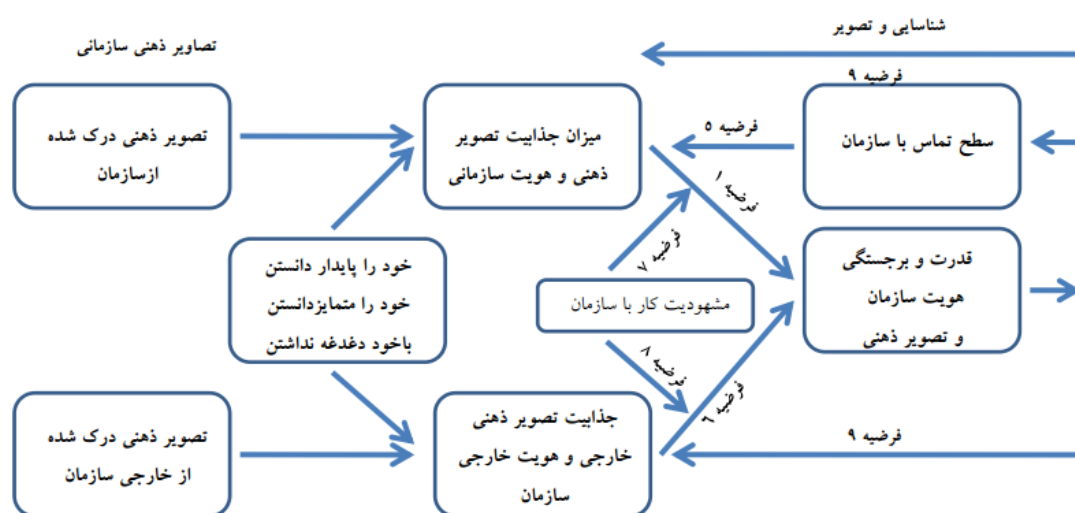 شناسایی و تصویر
تصاویر ذهنی سازمانی
فرضیه ۹
سطح تماس با سازمان
فرضیه ۵
میزان جذابیت تصویر
ذهنی و هویت سازمانی
تصویر ذهنی درک شده
ازسازمان
فرضیه ۱
فرضیه ۷
قدرت و برجستگی
هویت سازمان
و تصویر ذهنی
مشهودیت کار با سازمان
خود را پایدار دانستن
خود را متمایزدانستن
باخود دغدغه نداشتن
فرضیه ۸
فرضیه ۶
فرضیه ۹
جذابیت تصویر ذهنی
خارجی و هویت خارجی
سازمان
تصویر ذهنی درک شده
از خارجی سازمان